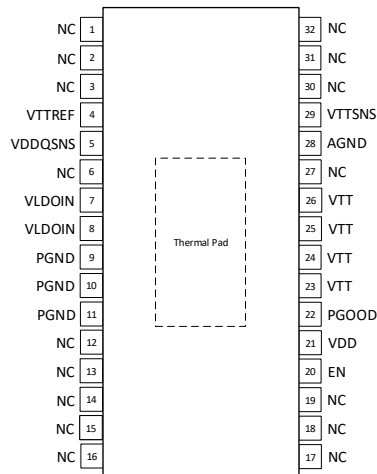 NC 1 32 NC
NC 2 31 NC
NC 3 30 NC
VTTREF 4 29 VTTSNS
VDDQSNS 5 28 AGND
NC 6 27 NC
VLDOIN 7 26 VTT
VLDOIN 8 25 VTT
PGND 9 24 VTT
PGND 10 23 VTT
PGND 11 22 PGOOD
NC 12 21 VDD
NC 13 20 EN
NC 14 19 NC
NC 15 18 NC
NC 16 17 NC
Thermal Pad